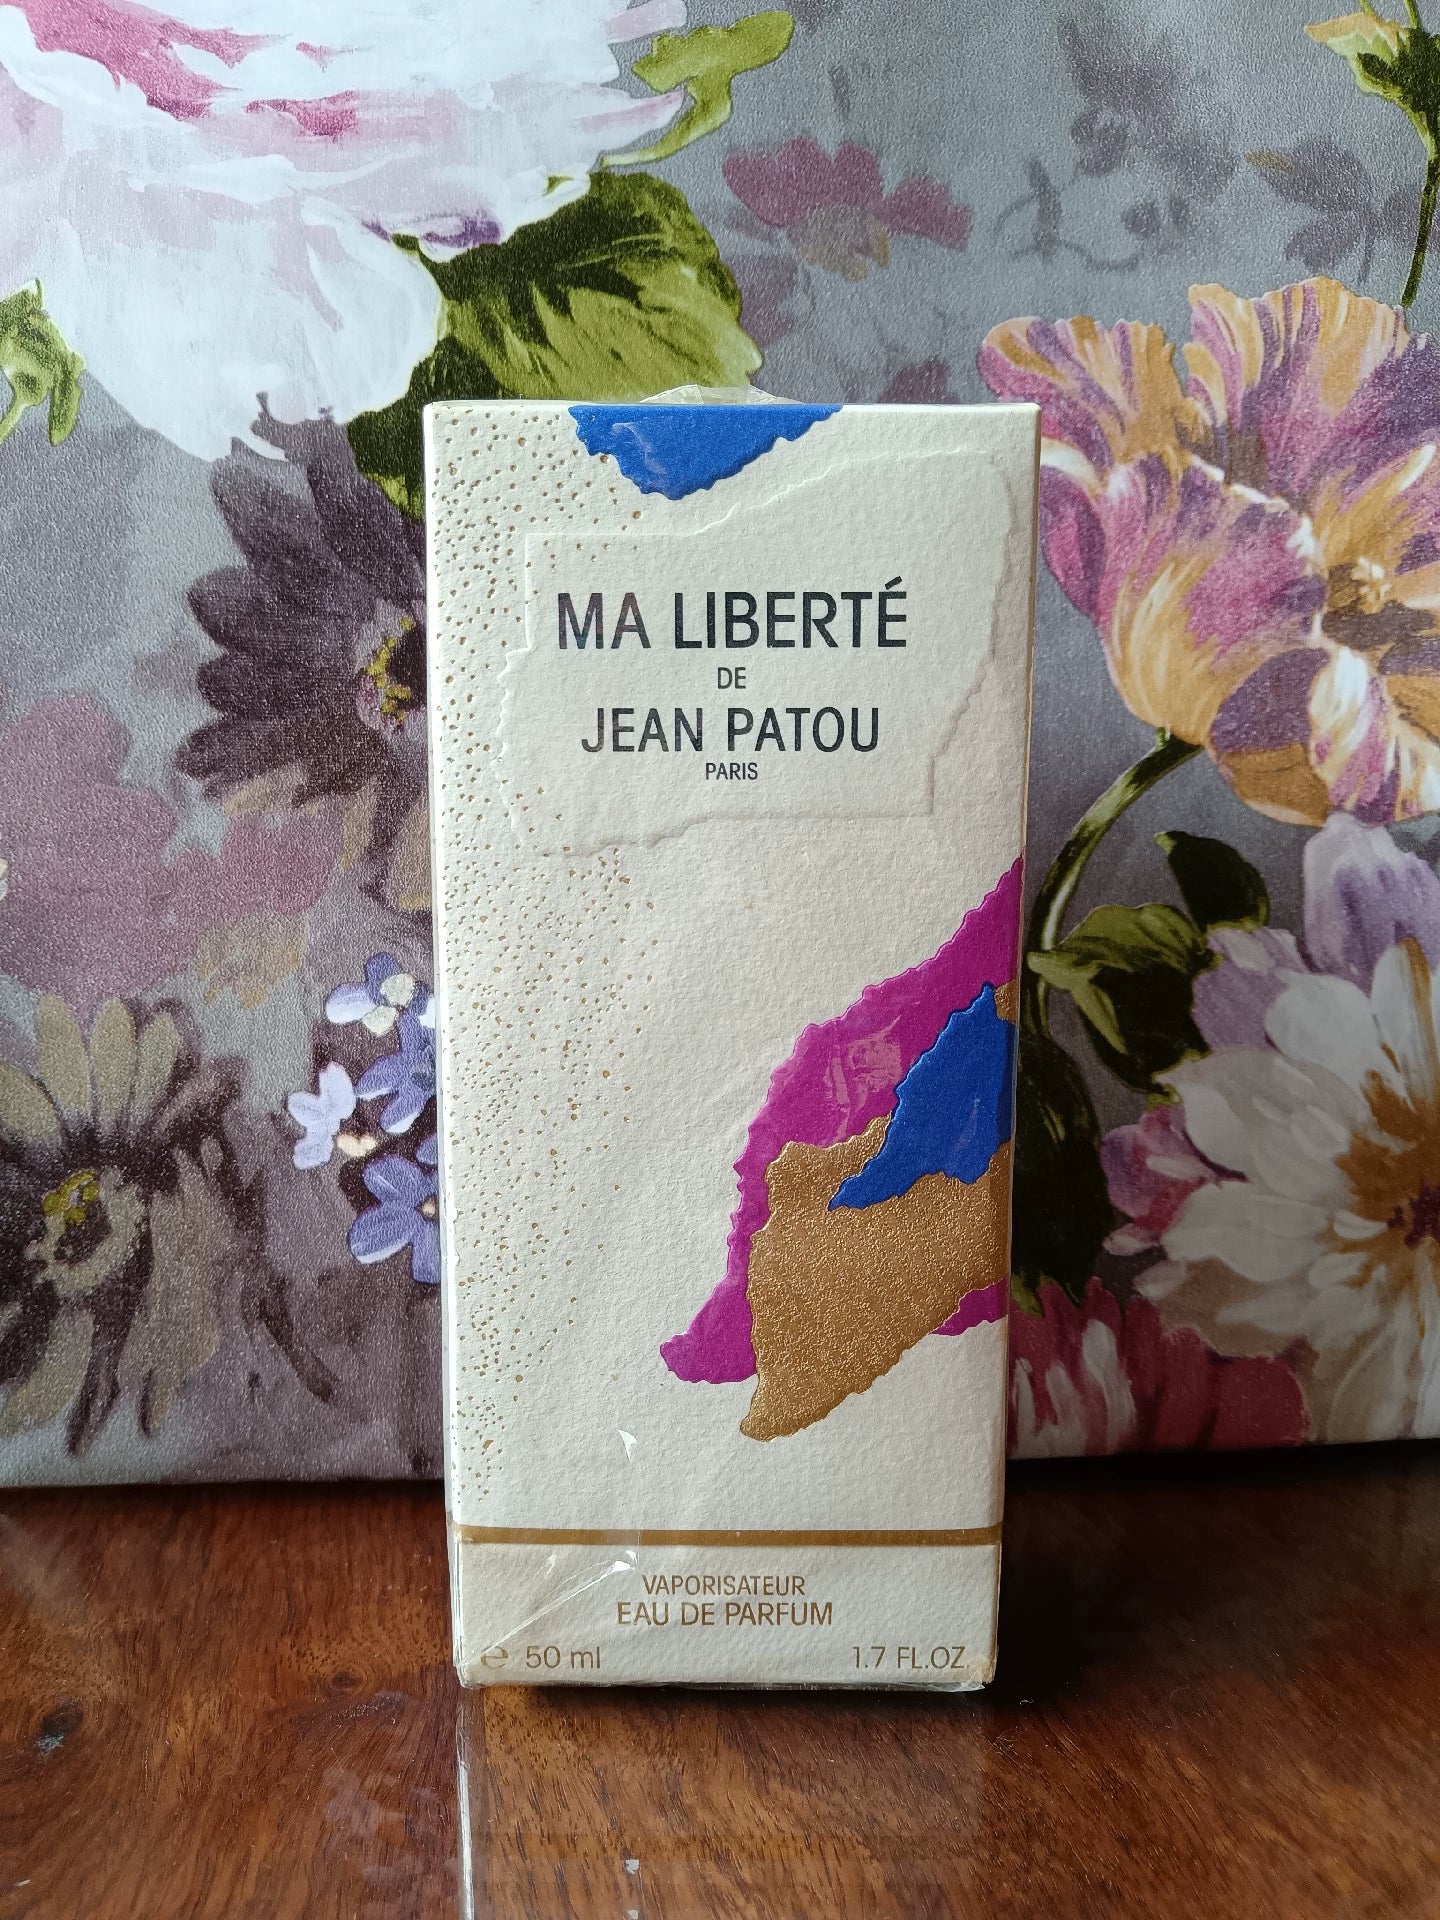 MA LIBERTÉ
DE
JEAN PATOU
PARIS
VAPORISATEUR
EAU DE PARFUM
℮ 50 ml 1.7 FL.OZ.